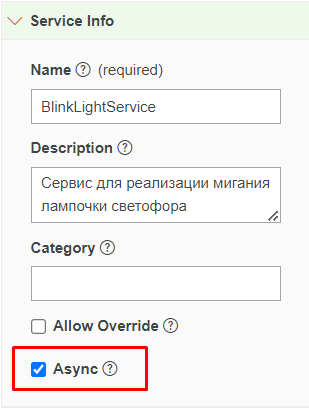 Service Info
Name ? (required)
BlinkLightService
Description ?
Сервис для реализации мигания
лампочки светофора
Category ?
Allow Override ?
Async ?